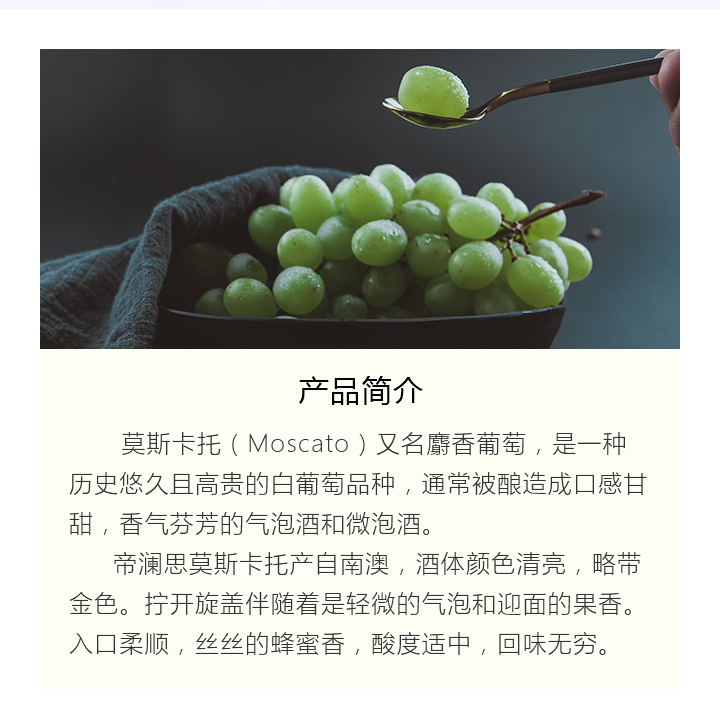 产品简介
莫斯卡托（Moscato）又名麝香葡萄，是一种
历史悠久且高贵的白葡萄品种，通常被酿造成口感甘
甜，香气芬芳的气泡酒和微泡酒。
帝澜思莫斯卡托产自南澳，酒体颜色清亮，略带
金色。拧开旋盖伴随着是轻微的气泡和迎面的果香。
入口柔顺，丝丝的蜂蜜香，酸度适中，回味无穷。